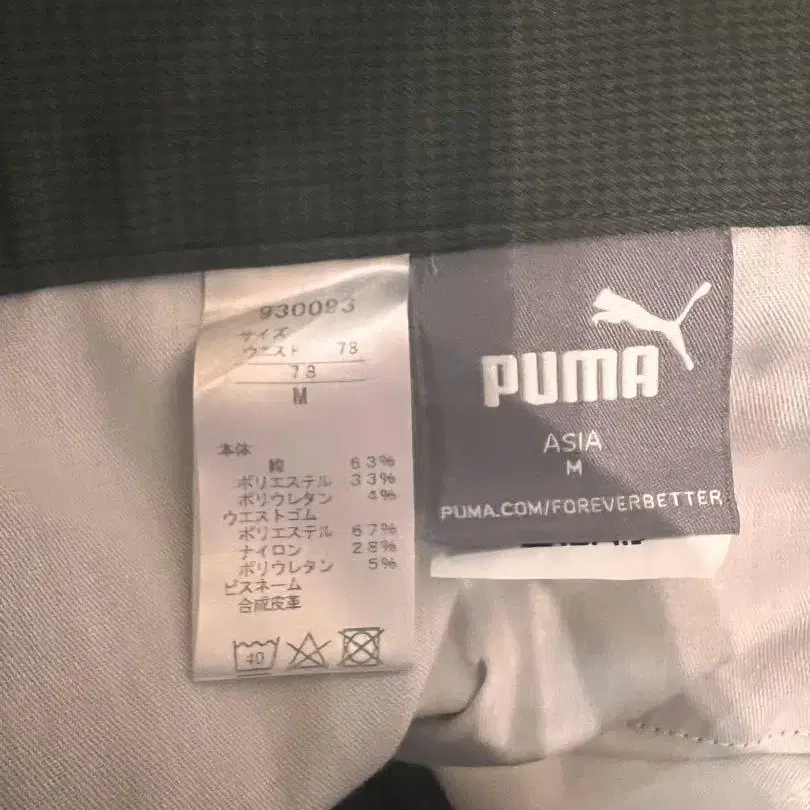 930093
サイズ
ウエスト 78
78
M
本体
綿 63%
ポリエステル 33%
ポリウレタン 4%
ウエストゴム
ポリエステル 67%
ナイロン 28%
ポリウレタン 5%
ピスネーム
合成皮革
40
PUMA
ASIA
M
PUMA.COM/FOREVERBETTER